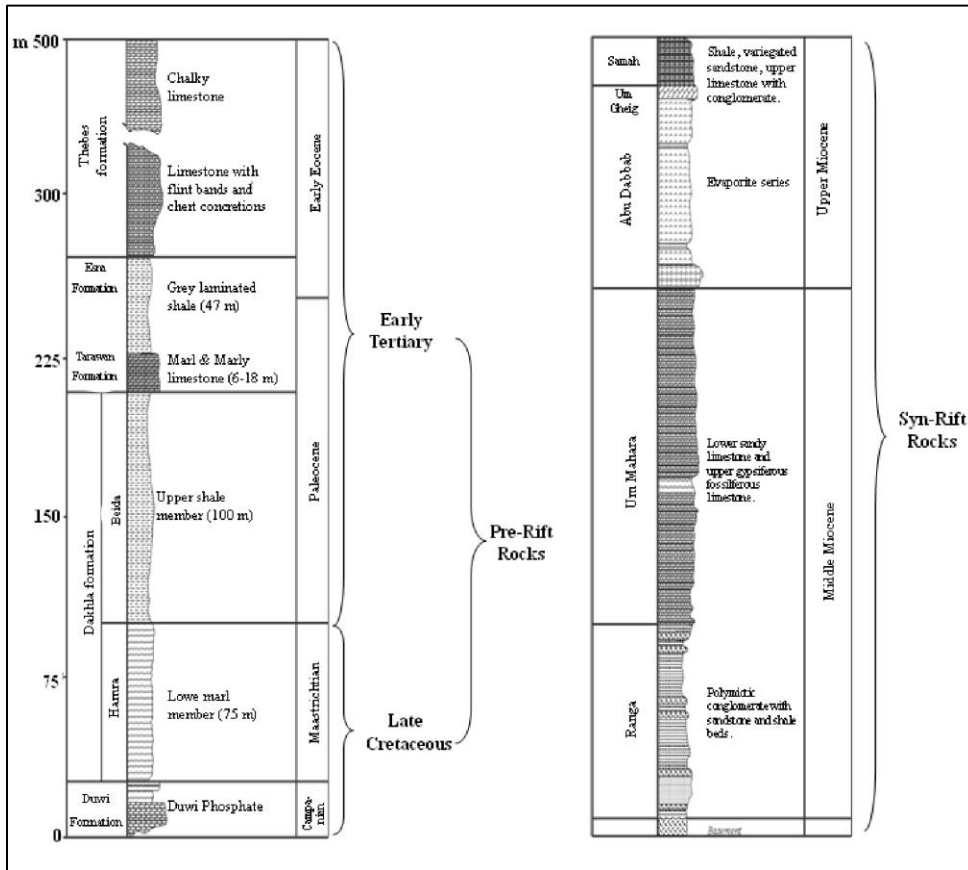 m 500
300
225
150
75
0
Thebes
formation
Esna
Formation
Tarawan
Formation
Dakhla formation
Beida
Hamra
Duwi
Formation
Chalky
limestone
Limestone with
flint bands and
chert concretions
Grey laminated
shale (47 m)
Marl & Marly
limestone (6-18 m)
Upper shale
member (100 m)
Lowe marl
member (75 m)
Duwi Phosphate
Early Eocene
Paleocene
Maastrichtian
Campa-
nian
Early
Tertiary
Late
Cretaceous
Pre-Rift
Rocks
Samah
Um
Gheig
Abu Dabbab
Um Mahara
Ranga
Shale, variegated
sandstone, upper
limestone with
conglomerate.
Evaporite series
Lower sandy
limestone and
upper gypsiferous
fossilferous
limestone.
Polymictic
conglomerate with
sandstone and shale
beds.
Basement
Upper Miocene
Middle Miocene
Syn-Rift
Rocks